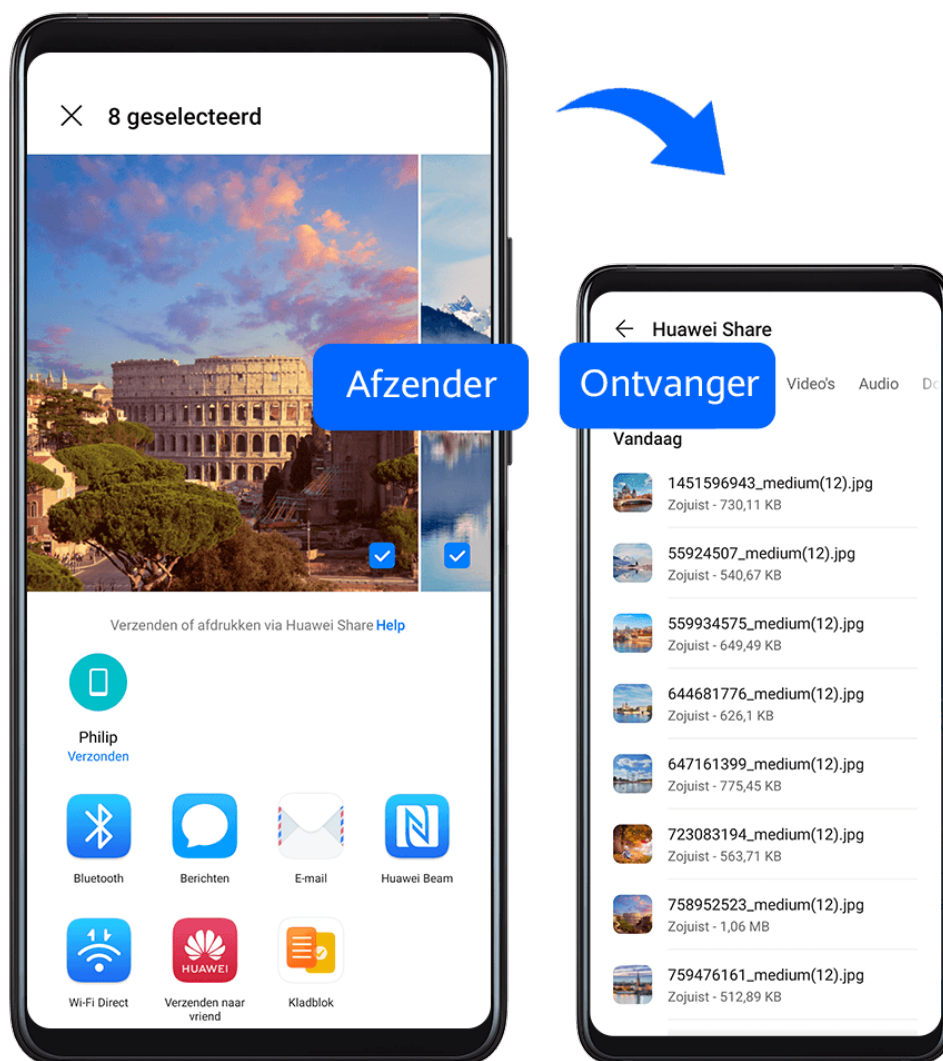 8 geselecteerd
Afzender
Verzenden of afdrukken via Huawei Share Help
Philip
Verzonden
Bluetooth
Berichten
E-mail
Huawei Beam
HUAWEI
Wi-Fi Direct
Verzenden naar
vriend
Kladblok
Huawei Share
Ontvanger
Video's
Audio
Vandaag
1451596943_medium(12).jpg
Zojuist - 730,11 KB
55924507_medium(12).jpg
Zojuist - 540,67 KB
559934575_medium(12).jpg
Zojuist - 649,49 KB
644681776_medium(12).jpg
Zojuist - 626,1 KB
647161399_medium(12).jpg
Zojuist - 775,45 KB
723083194_medium(12).jpg
Zojuist - 563,71 KB
758952523_medium(12).jpg
Zojuist - 1,06 MB
759476161_medium(12).jpg
Zojuist - 512,89 KB